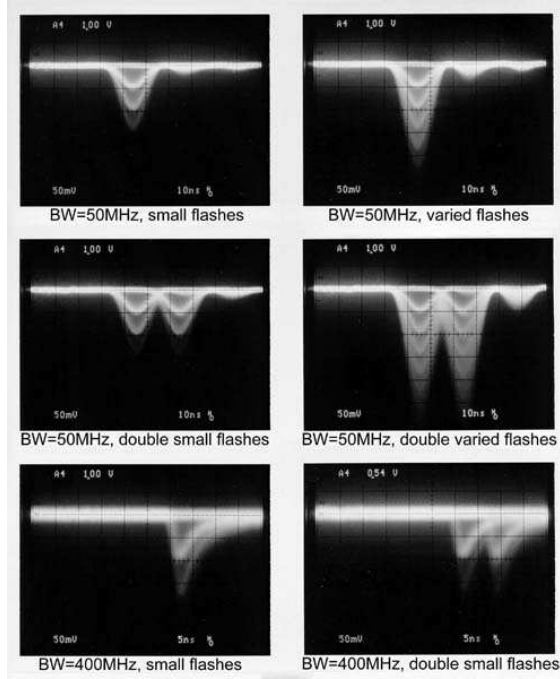 A4 1.00 V
50mV 10ns
BW=50MHz, small flashes
A4 1.00 V
50mV 10ns
BW=50MHz, varied flashes
A4 1.00 V
50mV 10ns
BW=50MHz, double small flashes
A4 1.00 V
50mV 10ns
BW=50MHz, double varied flashes
A4 1.00 V
50mV 5ns
BW=400MHz, small flashes
A4 0.54 V
50mV 5ns
BW=400MHz, double small flashes